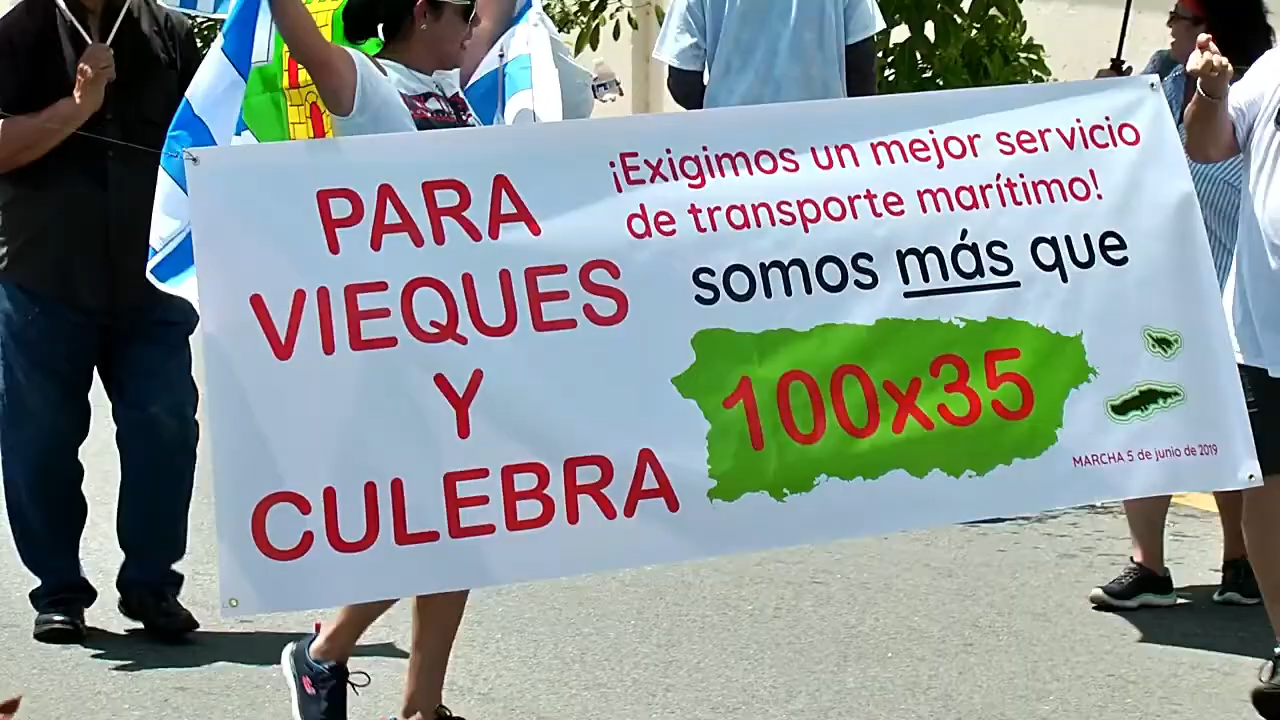 PARA
VIEQUES
Y
CULEBRA
¡Exigimos un mejor servicio
de transporte marítimo!
somos más que
100x35
MARCHA 5 de junio de 2019